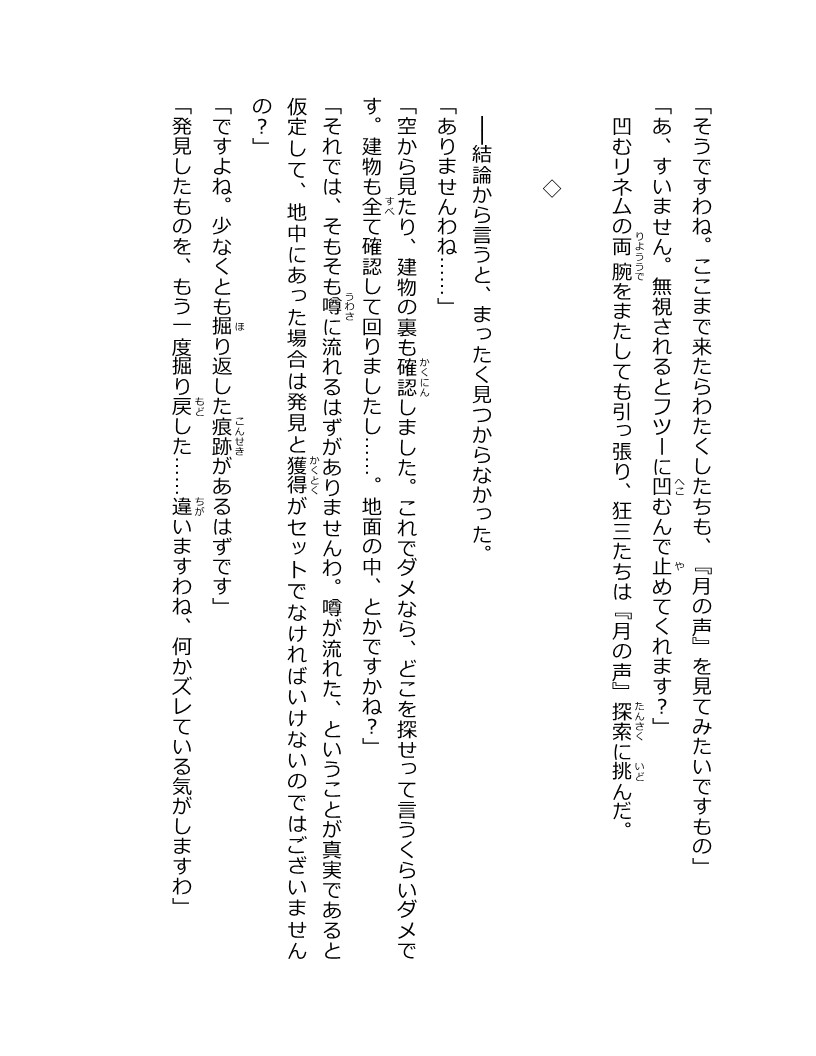 「そうですわね。ここまで来たらわたくしたちも、『月の声』を見てみたいですもの」
「あ、すいません。無視されるとフツーに凹むんで止めてくれます？」
凹むリネムの両腕をまたしても引っ張り、狂三たちは『月の声』探索に挑んだ。
◇
――結論から言うと、まったく見つからなかった。
「ありませんわね……」
「空から見たり、建物の裏も確認しました。これでダメなら、どこを探せって言うくらいダメで
す。建物も全て確認して回りましたし……。地面の中、とかですかね？」
「それでは、そもそも噂に流れるはずがありませんわ。噂が流れた、ということが真実であると
仮定して、地中にあった場合は発見と獲得がセットでなければいけないのではございません
の？」
「ですよね。少なくとも掘り返した痕跡があるはずです」
「発見したものを、もう一度掘り戻した……違いますわね、何かズレている気がしますわ」